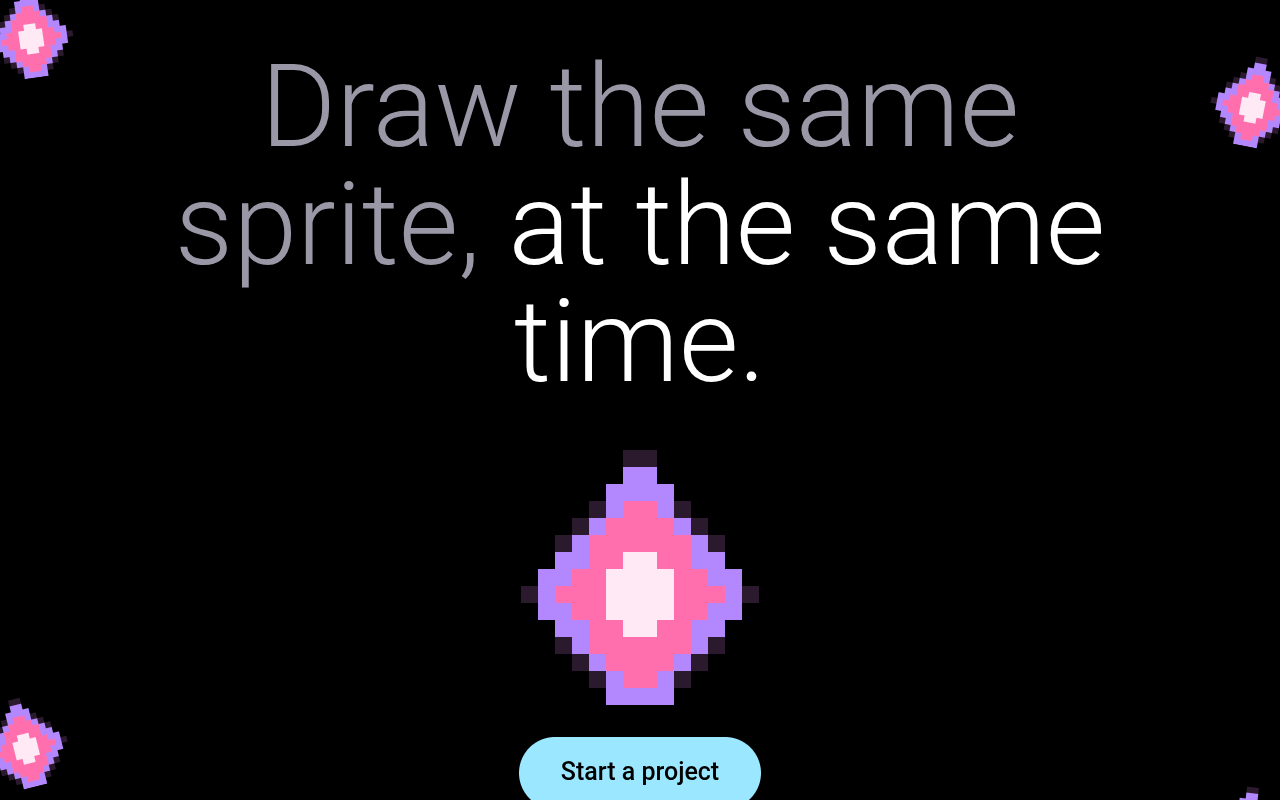 Draw the same
sprite, at the same
time.
Start a project